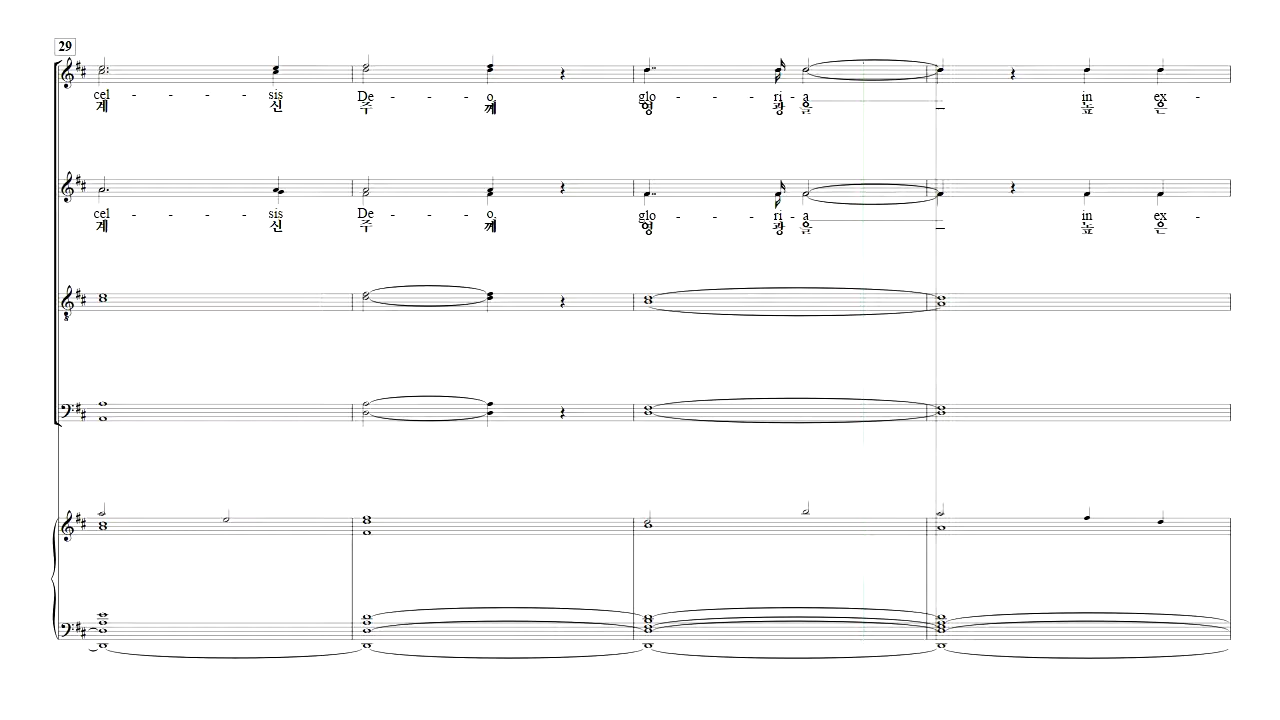 29
cel - - - - sis De - - o, glo - - ri - a in ex -
계 신 주 께 영 광을 높 은
cel - - - - sis De - - o, glo - - ri - a in ex -
계 신 주 께 영 광을 높 은